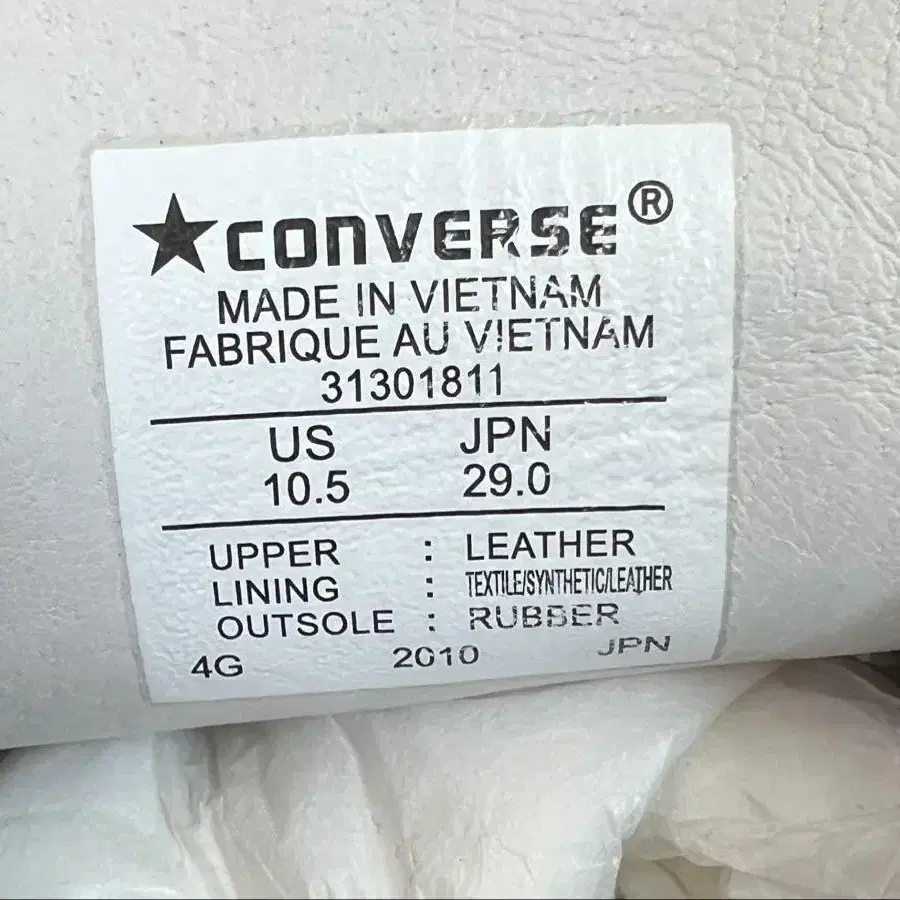 ★CONVERSE®
MADE IN VIETNAM
FABRIQUE AU VIETNAM
31301811
US JPN
10.5 29.0
UPPER : LEATHER
LINING : TEXTILE/SYNTHETIC/LEATHER
OUTSOLE : RUBBER
4G 2010 JPN